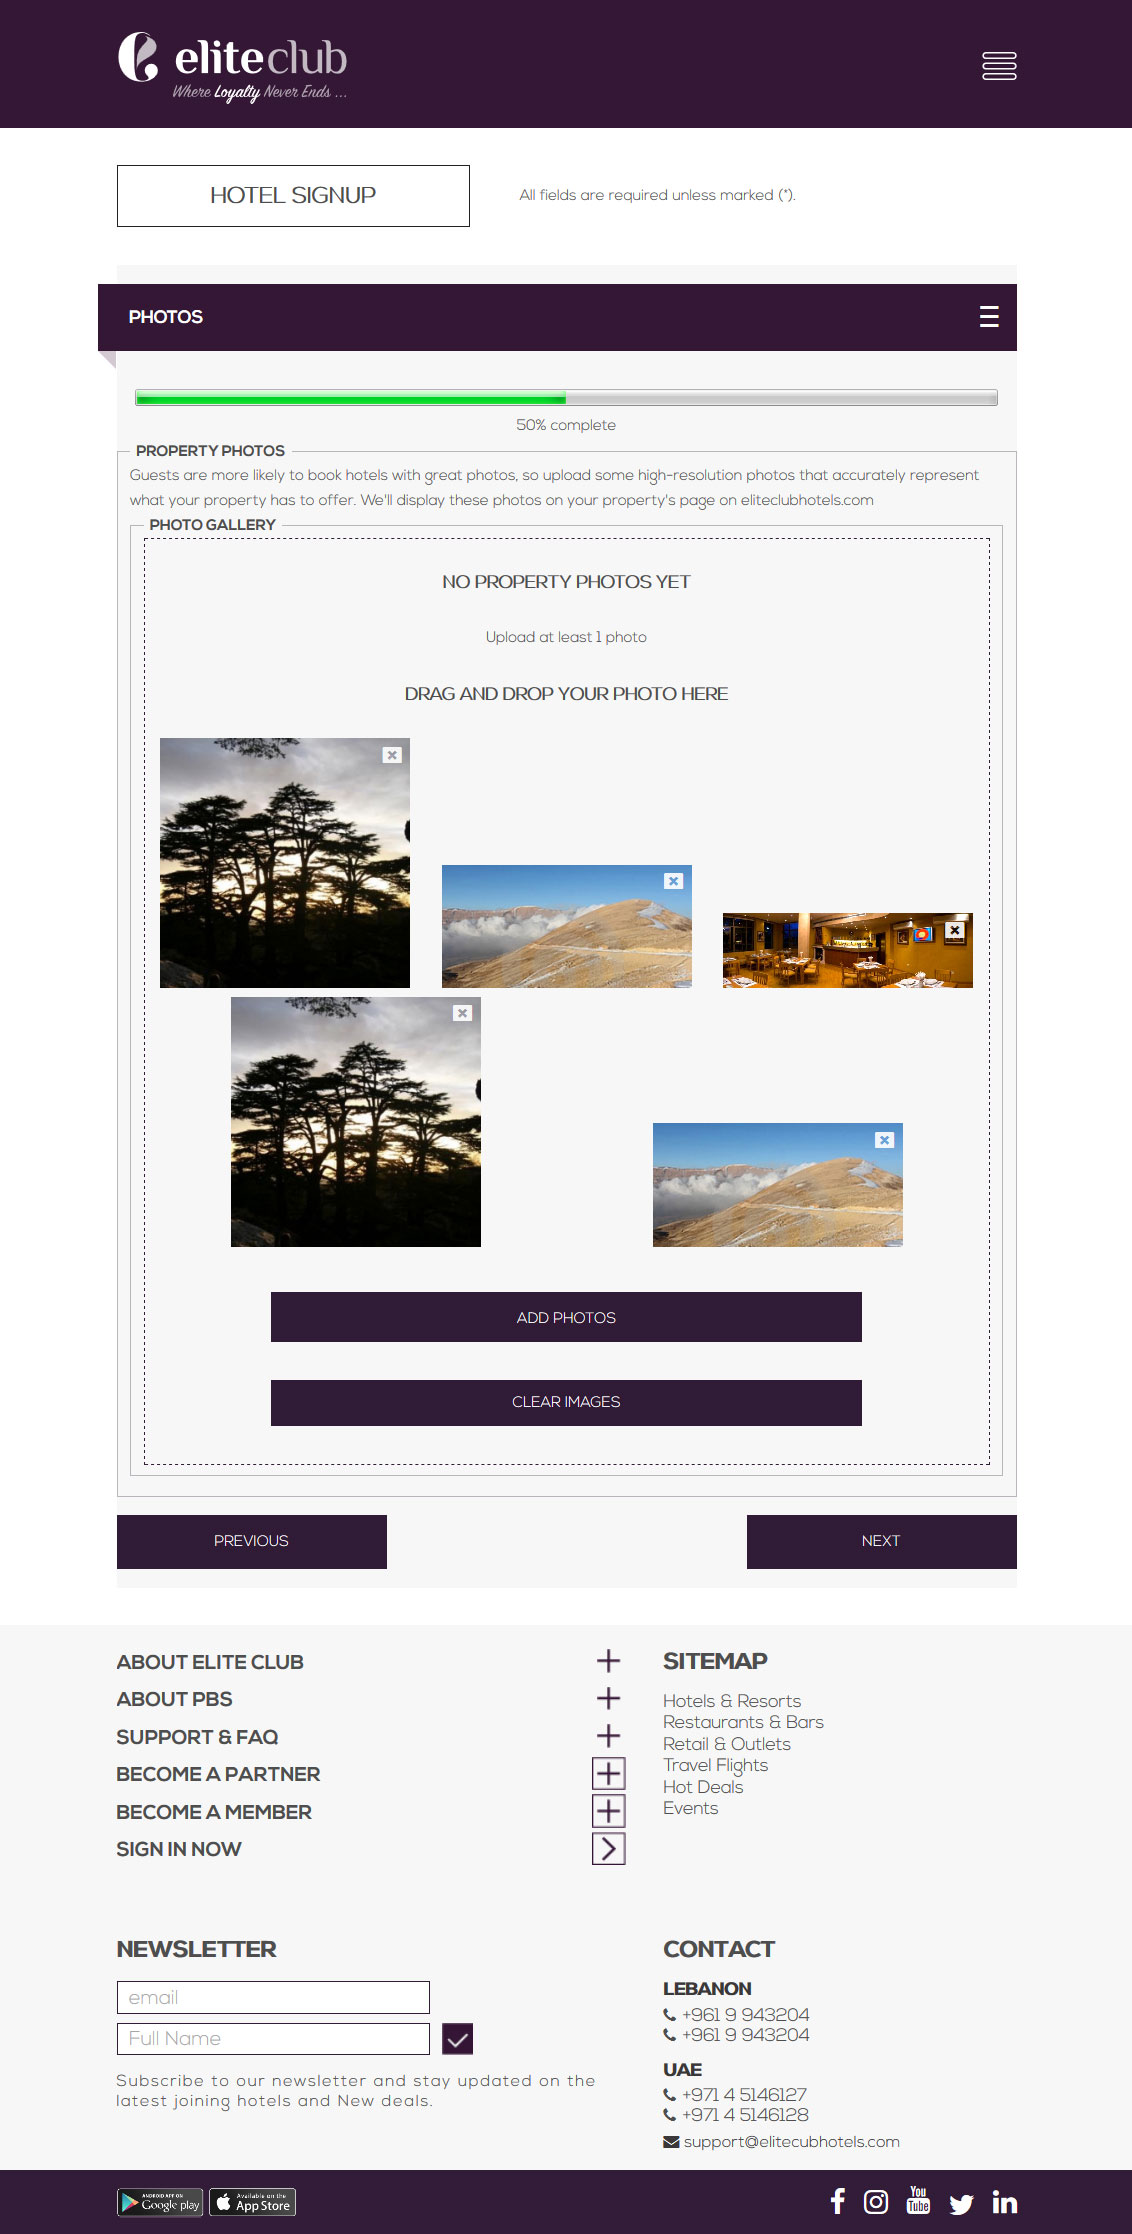 eliteclub
Where Loyalty Never Ends ...
HOTEL SIGNUP
All fields are required unless marked (*).
PHOTOS
50% complete
PROPERTY PHOTOS
Guests are more likely to book hotels with great photos, so upload some high-resolution photos that accurately represent
what your property has to offer. We'll display these photos on your property's page on eliteclubhotels.com
PHOTO GALLERY
NO PROPERTY PHOTOS YET
Upload at least 1 photo
DRAG AND DROP YOUR PHOTO HERE
ADD PHOTOS
CLEAR IMAGES
PREVIOUS
NEXT
ABOUT ELITE CLUB
ABOUT PBS
SUPPORT & FAQ
BECOME A PARTNER
BECOME A MEMBER
SIGN IN NOW
SITEMAP
Hotels & Resorts
Restaurants & Bars
Retail & Outlets
Travel Flights
Hot Deals
Events
NEWSLETTER
email
Full Name
Subscribe to our newsletter and stay updated on the
latest joining hotels and New deals.
CONTACT
LEBANON
+961 9 943204
+961 9 943204
UAE
+971 4 5146127
+971 4 5146128
support@elitecubhotels.com
ANDROID APP ON
Google play
Available on the
App Store
You
Tube